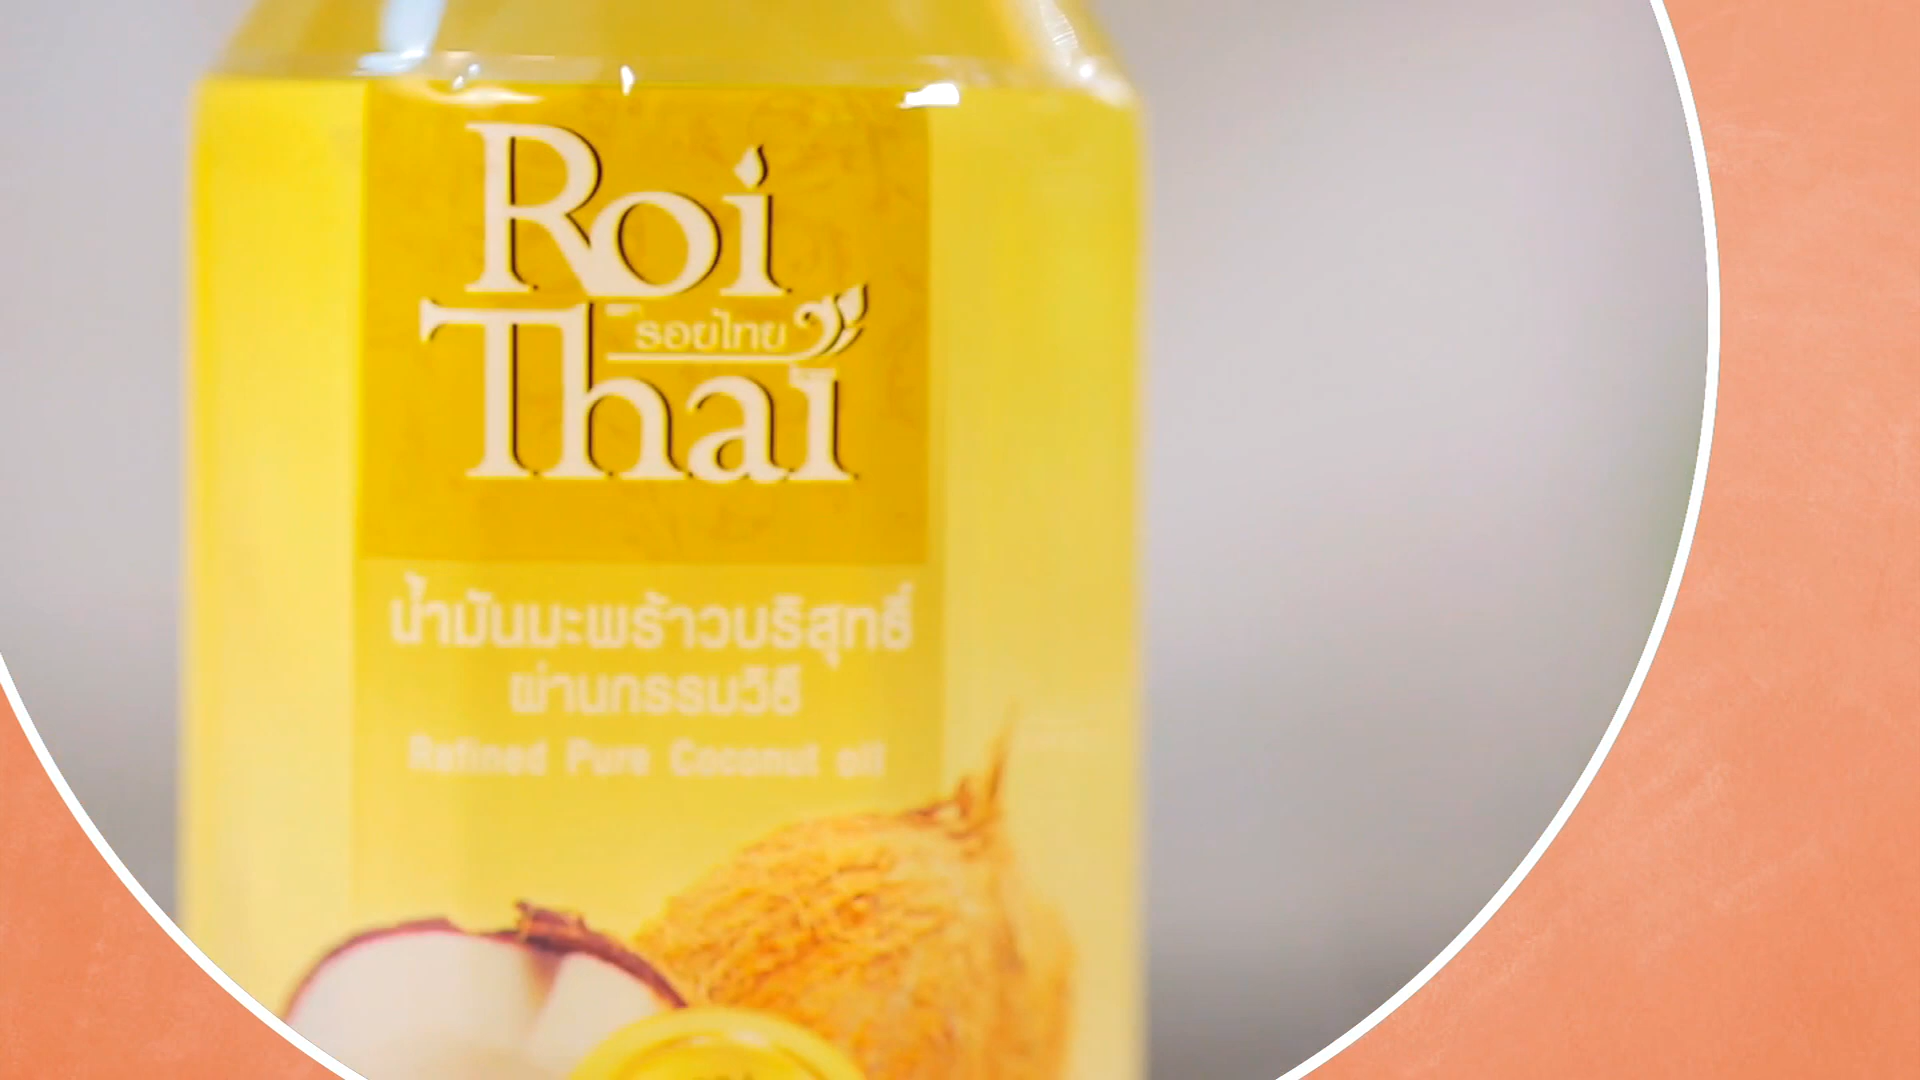 Roi
รอยไทย
Thai
น้ำมันมะพร้าวบริสุทธิ์
ผ่านกรรมวิธี
Refined Pure Coconut oil